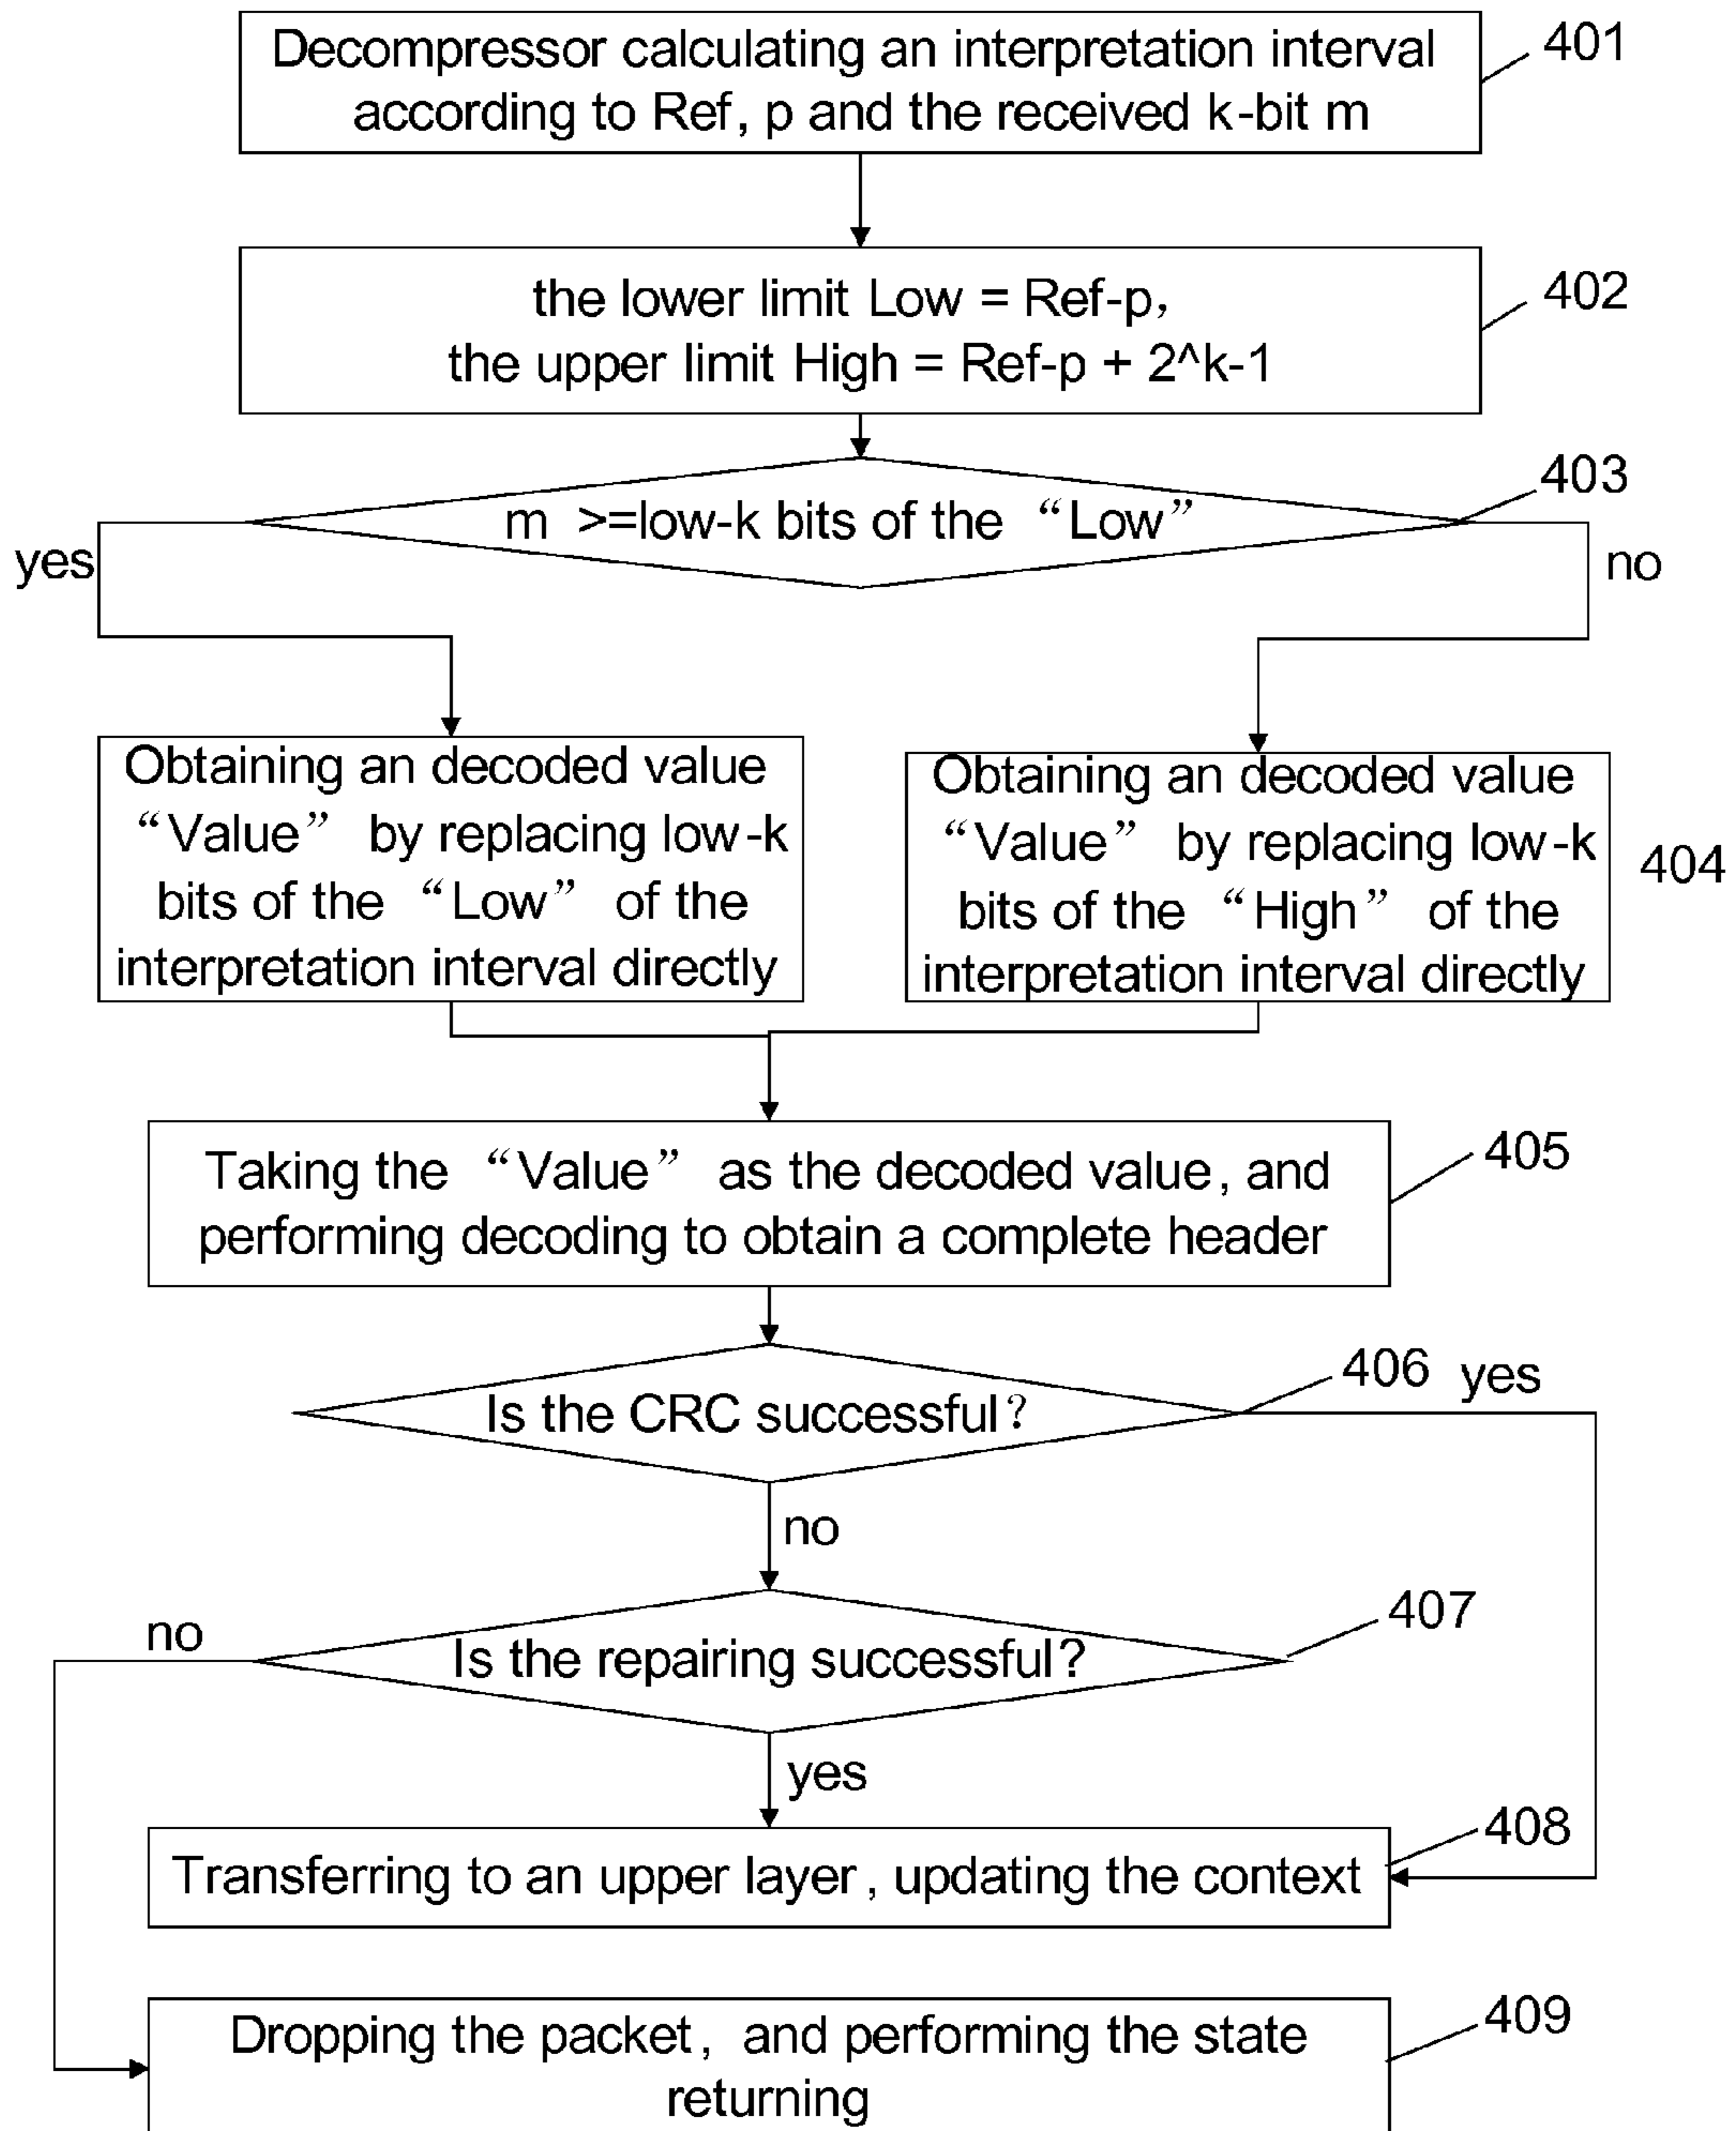 Decompressor calculating an interpretation interval
according to Ref, p and the received k-bit m
401
the lower limit Low = Ref-p,
the upper limit High = Ref-p + 2^k-1
402
m >=low-k bits of the “Low”
403
yes
no
Obtaining an decoded value
“Value” by replacing low-k
bits of the “Low” of the
interpretation interval directly
Obtaining an decoded value
“Value” by replacing low-k
bits of the “High” of the
interpretation interval directly
404
Taking the “Value” as the decoded value, and
performing decoding to obtain a complete header
405
Is the CRC successful?
406
yes
no
Is the repairing successful?
407
no
yes
Transferring to an upper layer, updating the context
408
Dropping the packet, and performing the state
returning
409